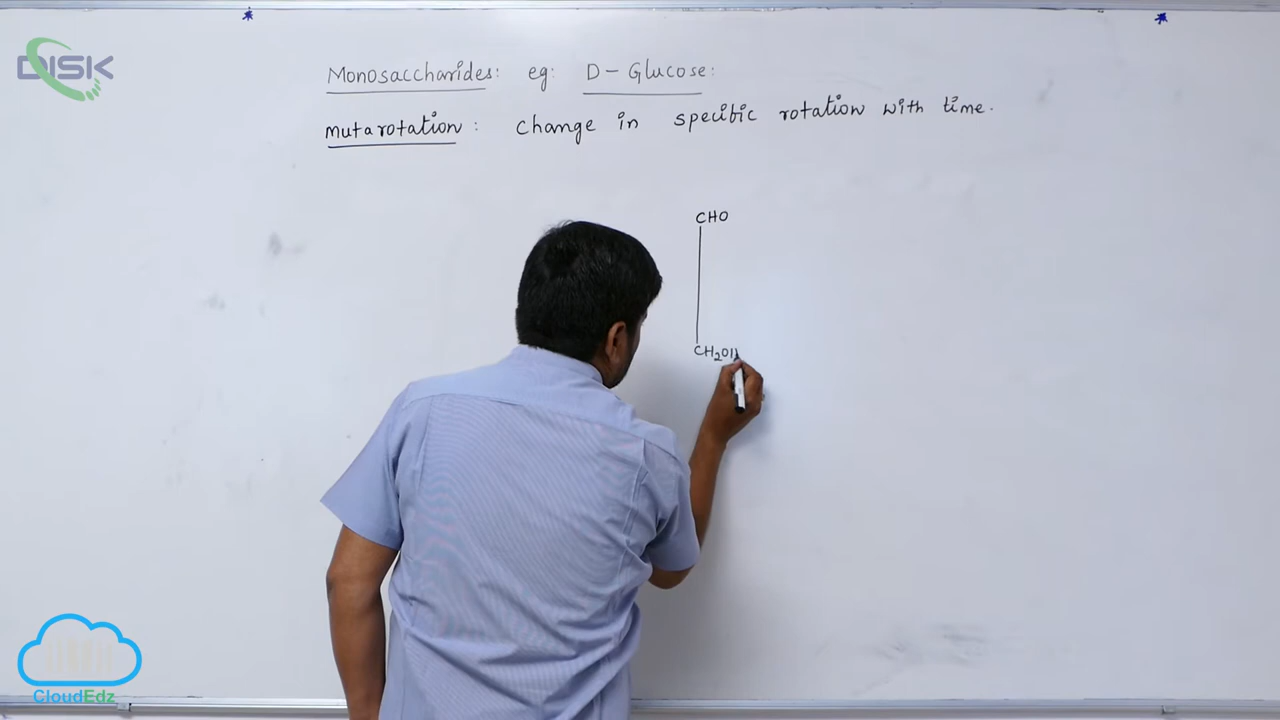 DISK
Monosaccharides: eg: D-Glucose:
Mutarotation: Change in specific rotation with time.
CHO
CH2OH
CloudEdz